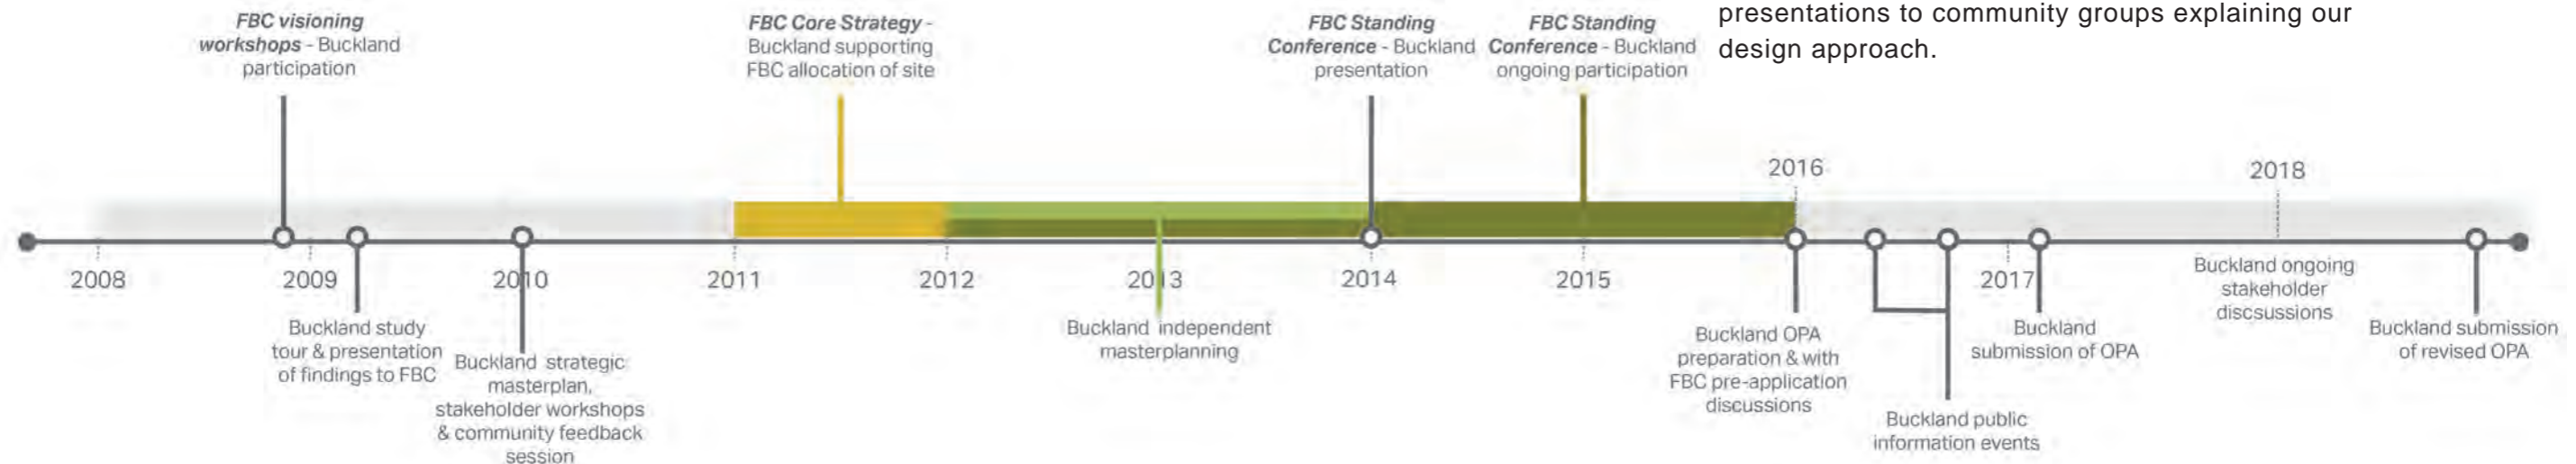 FBC visioning
workshops - Buckland
participation
FBC Core Strategy -
Buckland supporting
FBC allocation of site
FBC Standing
Conference - Buckland
presentation
FBC Standing
Conference - Buckland
ongoing participation
presentations to community groups explaining our
design approach.
2016
2018
2008
2009
2010
2011
2012
2013
2014
2015
2017
Buckland study
tour & presentation
of findings to FBC
Buckland strategic
masterplan,
stakeholder workshops
& community feedback
session
Buckland independent
masterplanning
Buckland OPA
preparation & with
FBC pre-application
discussions
Buckland public
information events
Buckland
submission of OPA
Buckland ongoing
stakeholder
discsussions
Buckland submission
of revised OPA